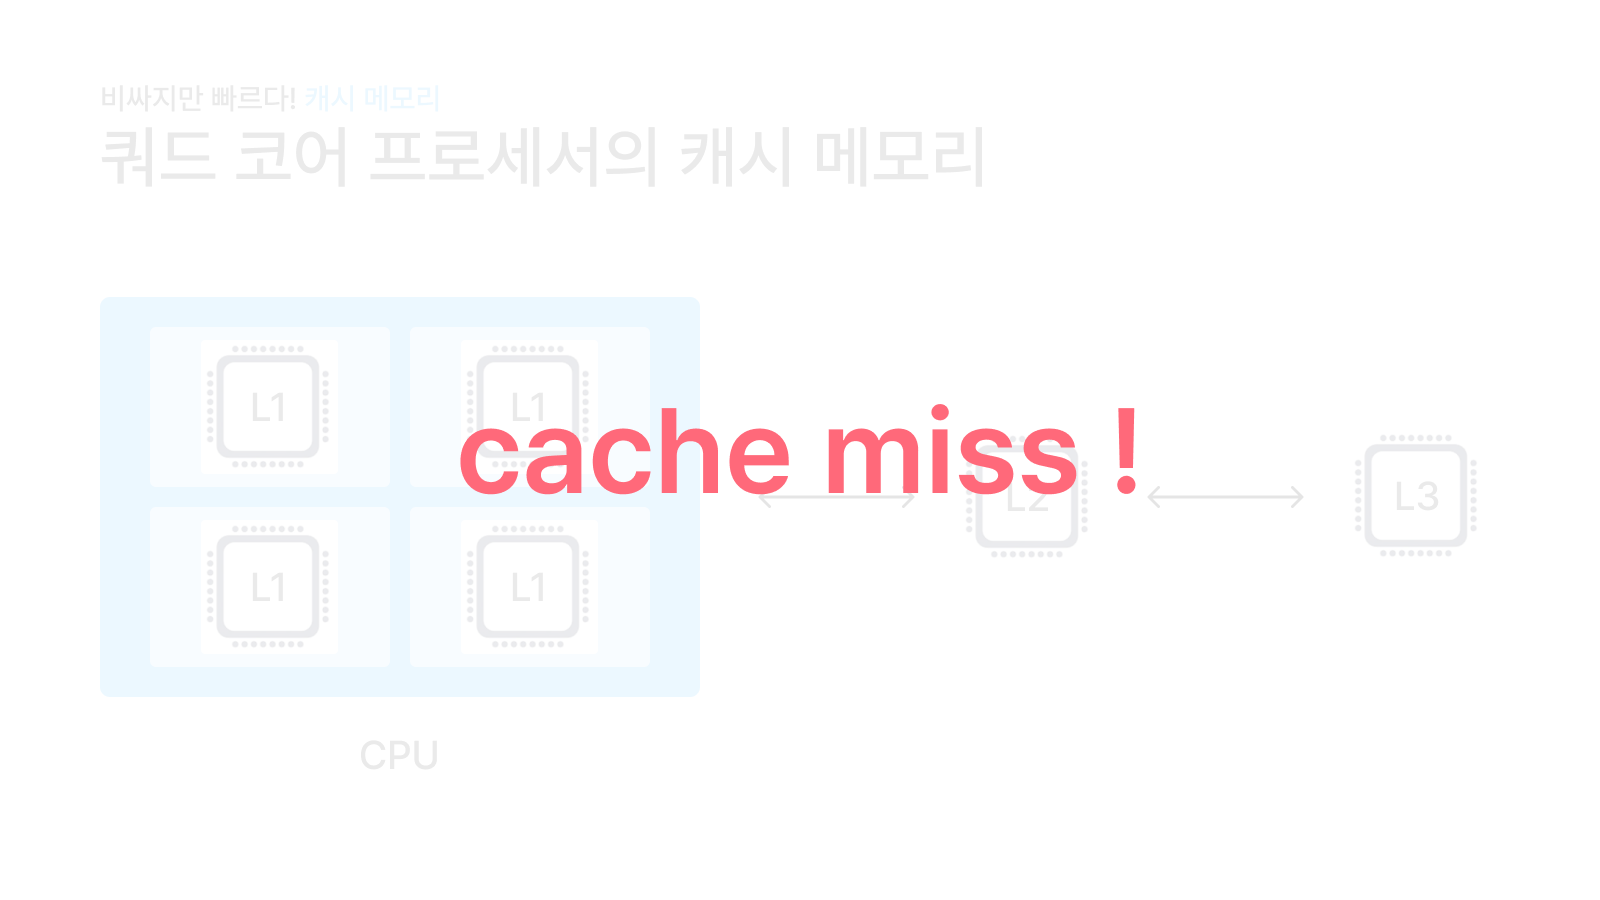 비싸지만 빠르다! 캐시 메모리
쿼드 코어 프로세서의 캐시 메모리
L1
L1
cache miss !
L2
L3
L1
L1
CPU